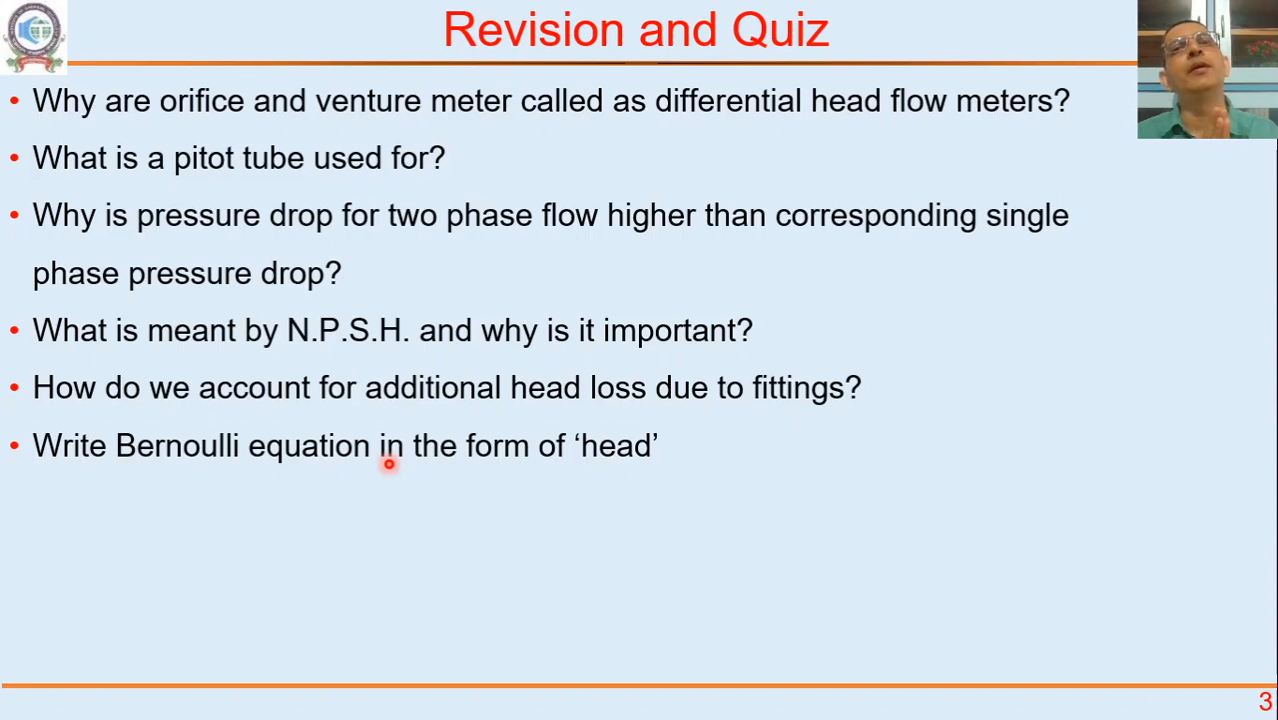 Revision and Quiz
• Why are orifice and venture meter called as differential head flow meters?
• What is a pitot tube used for?
• Why is pressure drop for two phase flow higher than corresponding single
phase pressure drop?
• What is meant by N.P.S.H. and why is it important?
• How do we account for additional head loss due to fittings?
• Write Bernoulli equation in the form of ‘head’
3